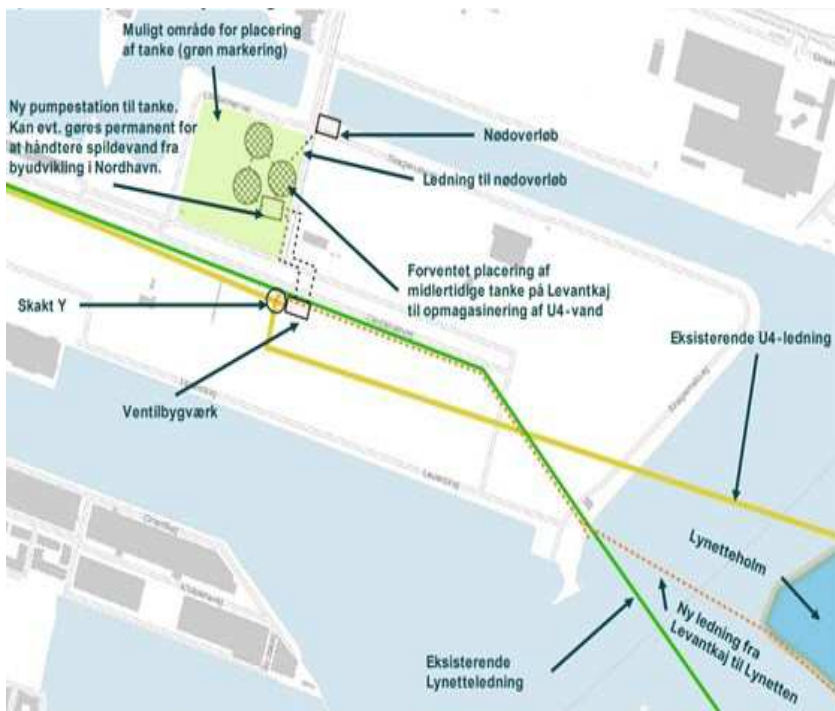 Muligt område for placering
af tanke (grøn markering)
Ny pumpestation til tanke.
Kan evt. gøres permanent for
at håndtere spildevand fra
byudvikling i Nordhavn.
Nødoverløb
Ledning til nødoverløb
Forventet placering af
midlertidige tanke på Levantkaj
til opmagasinering af U4-vand
Skakt Y
Eksisterende U4-ledning
Ventilbygværk
Lynetteholm
Ny ledning fra
Levantkaj til Lynetten
Eksisterende
Lynetteledning